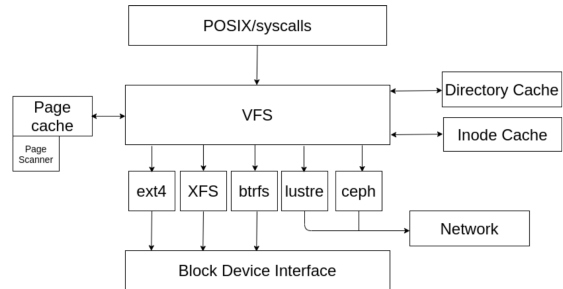 POSIX/syscalls
Directory Cache
Page
cache
VFS
Inode Cache
Page
Scanner
ext4
XFS
btrfs
lustre
ceph
Network
Block Device Interface